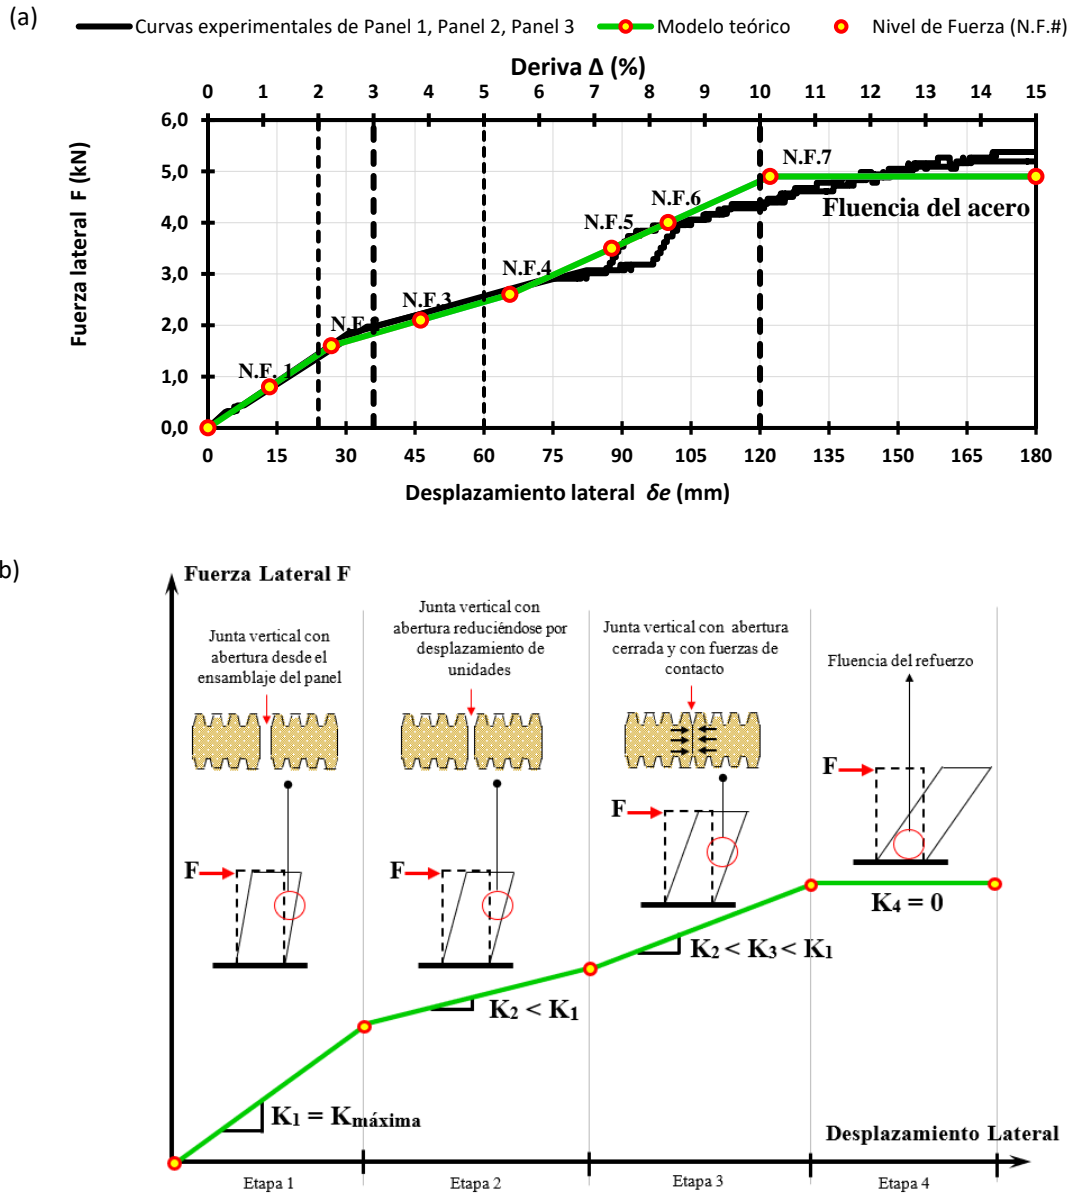 (a)
Curvas experimentales de Panel 1, Panel 2, Panel 3 Modelo teórico Nivel de Fuerza (N.F.#)
Deriva Δ (%)
0 1 2 3 4 5 6 7 8 9 10 11 12 13 14 15
Fuerza lateral F (kN)
6,0
5,0
4,0
3,0
2,0
1,0
0,0
N.F. 1
N.F.
N.F.3
N.F.4
N.F.5
N.F.6
N.F.7
Fluencia del acero
0 15 30 45 60 75 90 105 120 135 150 165 180
Desplazamiento lateral δe (mm)
b)
Fuerza Lateral F
Junta vertical con
abertura desde el
ensamblaje del panel
Junta vertical con
abertura reduciéndose por
desplazamiento de
unidades
Junta vertical con abertura
cerrada y con fuerzas de
contacto
Fluencia del refuerzo
F
F
F
F
K1 = Kmáxima
K2 < K1
K2 < K3 < K1
K4 = 0
Desplazamiento Lateral
Etapa 1 Etapa 2 Etapa 3 Etapa 4